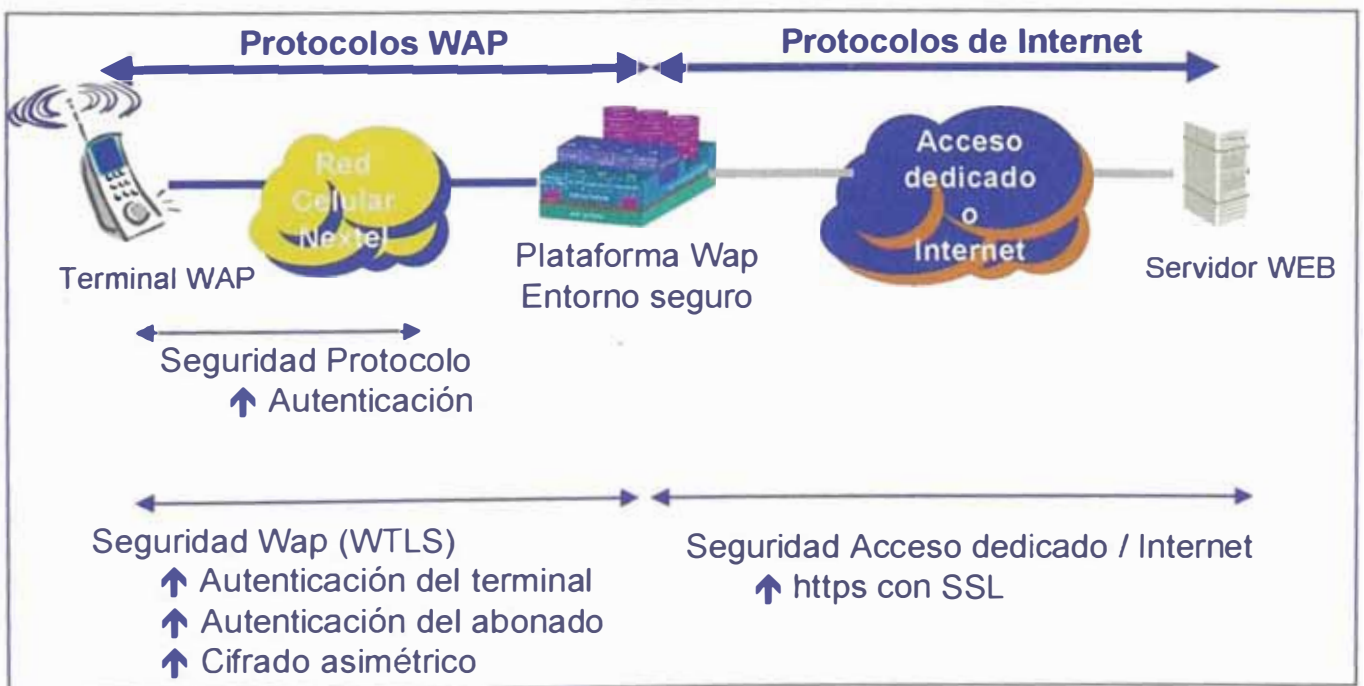 Protocolos WAP
Protocolos de Internet
Red
Celular
Nextel
Acceso
dedicado
o
Internet
Terminal WAP
Plataforma Wap
Entorno seguro
Servidor WEB
Seguridad Protocolo
↑ Autenticación
Seguridad Wap (WTLS)
↑ Autenticación del terminal
↑ Autenticación del abonado
↑ Cifrado asimétrico
Seguridad Acceso dedicado / Internet
↑ https con SSL